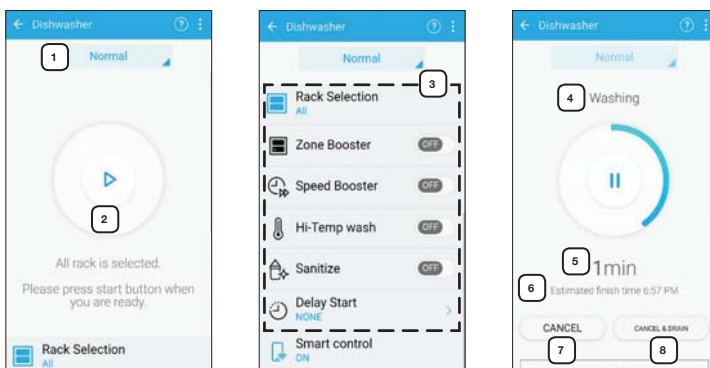 Dishwasher
1
Normal
2
All rack is selected.
Please press start button when
you are ready.
Rack Selection
All
Dishwasher
Normal
3
Rack Selection
All
Zone Booster
OFF
Speed Booster
OFF
Hi-Temp wash
OFF
Sanitize
OFF
Delay Start
NONE
Smart control
ON
Dishwasher
Normal
4
Washing
5
1min
6
Estimated finish time 6:57 PM
CANCEL
CANCEL & DRAIN
7
8